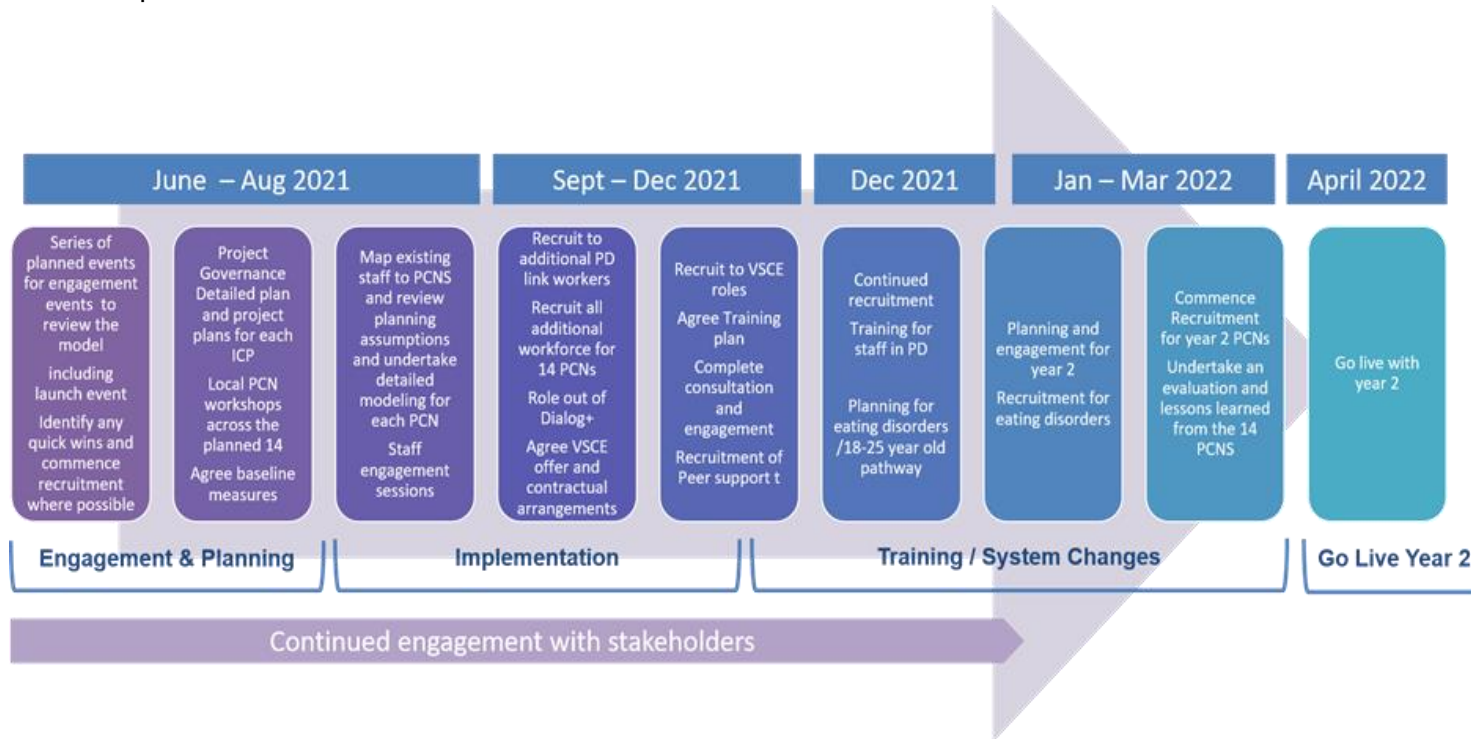 June – Aug 2021
Sept – Dec 2021
Dec 2021
Jan – Mar 2022
April 2022
Series of
planned events
for engagement
events to
review the
model
including
launch event
Identify any
quick wins and
commence
recruitment
where possible
Project
Governance
Detailed plan
and project
plans for each
ICP
Local PCN
workshops
across the
planned 14
Agree baseline
measures
Map existing
staff to PCNS
and review
planning
assumptions
and undertake
detailed
modeling for
each PCN
Staff
engagement
sessions
Recruit to
additional PD
link workers
Recruit all
additional
workforce for
14 PCNs
Role out of
Dialog+
Agree VSCE
offer and
contractual
arrangements
Recruit to VSCE
roles
Agree Training
plan
Complete
consultation
and
engagement
Recruitment of
Peer support t
Continued
recruitment
Training for
staff in PD
Planning for
eating disorders
/18-25 year old
pathway
Planning and
engagement for
year 2
Recruitment for
eating disorders
Commence
Recruitment
for year 2 PCNs
Undertake an
evaluation and
lessons learned
from the 14
PCNS
Go live with
year 2
Engagement & Planning
Implementation
Training / System Changes
Go Live Year 2
Continued engagement with stakeholders